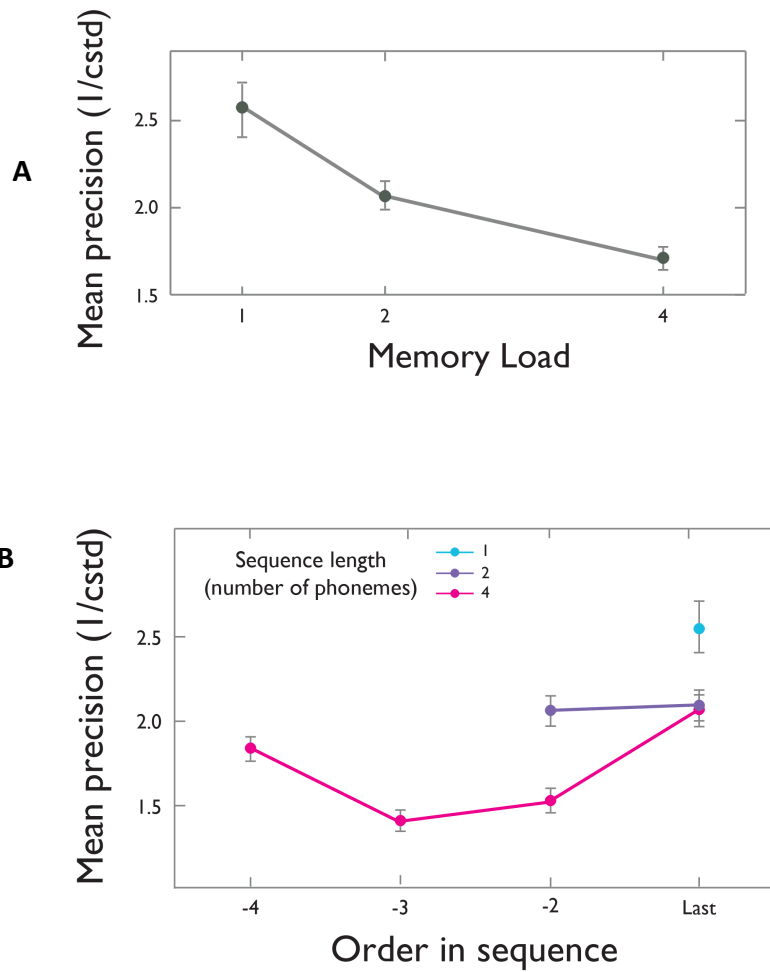 A
Mean precision (1/cstd)
2.5
2.0
1.5
1
2
4
Memory Load
B
Mean precision (1/cstd)
Sequence length
(number of phonemes)
1
2
4
2.5
2.0
1.5
-4
-3
-2
Last
Order in sequence